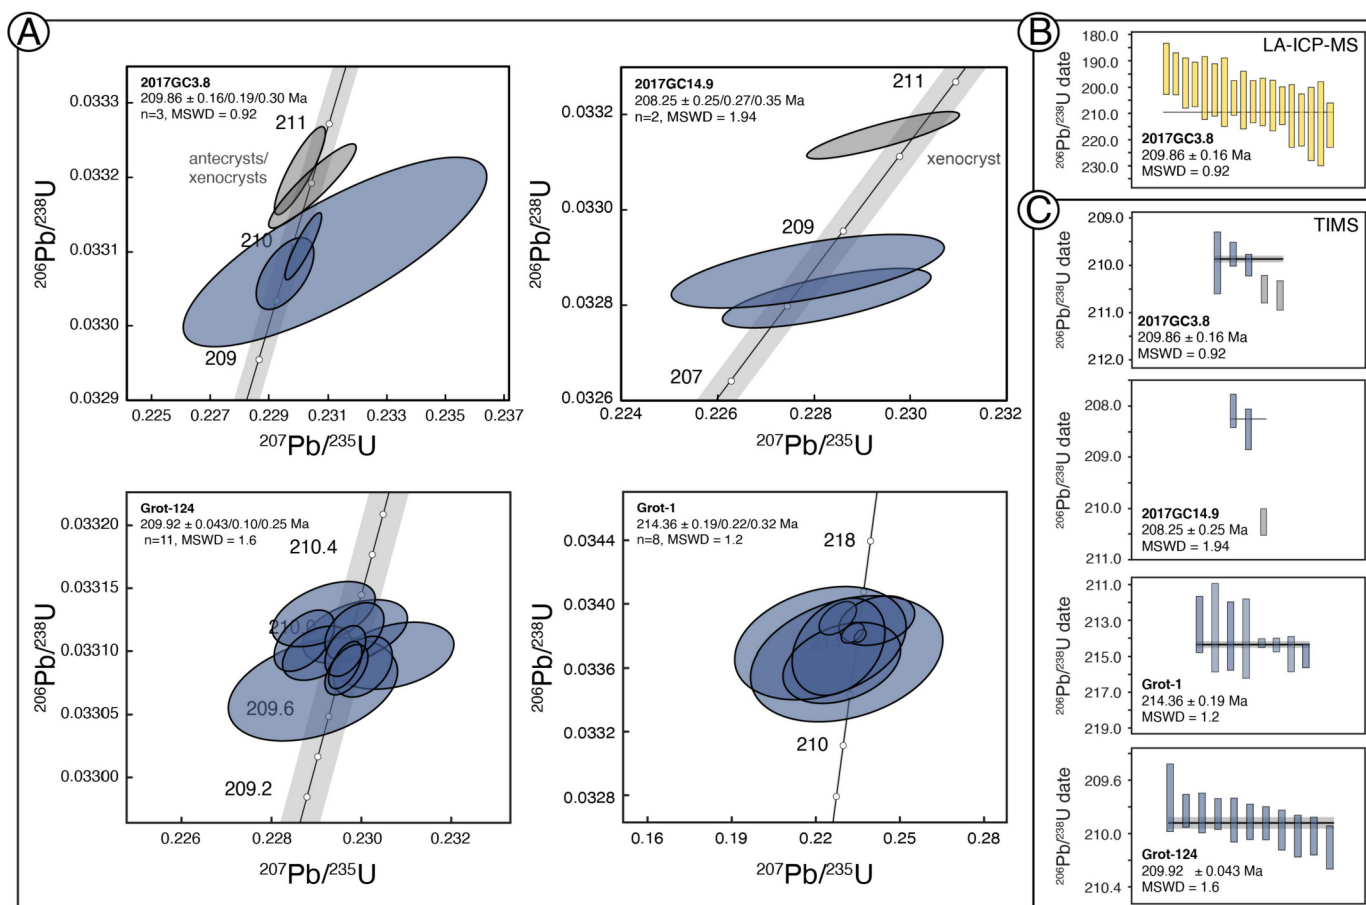 A
2017GC3.8
209.86 ± 0.16/0.19/0.30 Ma
n=3, MSWD = 0.92
211
antecrysts/
xenocrysts
210
209
0.0333
0.0332
0.0331
0.0330
0.0329
206Pb/238U
0.225 0.227 0.229 0.231 0.233 0.235 0.237
207Pb/235U
2017GC14.9
208.25 ± 0.25/0.27/0.35 Ma
n=2, MSWD = 1.94
211
xenocryst
209
207
0.0332
0.0330
0.0328
0.0326
206Pb/238U
0.224 0.226 0.228 0.230 0.232
207Pb/235U
Grot-124
209.92 ± 0.043/0.10/0.25 Ma
n=11, MSWD = 1.6
210.4
209.6
209.2
0.03320
0.03315
0.03310
0.03305
0.03300
206Pb/238U
0.226 0.228 0.230 0.232
207Pb/235U
Grot-1
214.36 ± 0.19/0.22/0.32 Ma
n=8, MSWD = 1.2
218
210
0.0344
0.0340
0.0336
0.0332
0.0328
206Pb/238U
0.16 0.19 0.22 0.25 0.28
207Pb/235U
B
LA-ICP-MS
180.0
190.0
200.0
210.0
220.0
230.0
206Pb/238U date
2017GC3.8
209.86 ± 0.16 Ma
MSWD = 0.92
C
TIMS
209.0
210.0
211.0
212.0
206Pb/238U date
2017GC3.8
209.86 ± 0.16 Ma
MSWD = 0.92
208.0
209.0
210.0
211.0
206Pb/238U date
2017GC14.9
208.25 ± 0.25 Ma
MSWD = 1.94
211.0
213.0
215.0
217.0
219.0
206Pb/238U date
Grot-1
214.36 ± 0.19 Ma
MSWD = 1.2
209.6
210.0
210.4
206Pb/238U date
Grot-124
209.92 ± 0.043 Ma
MSWD = 1.6